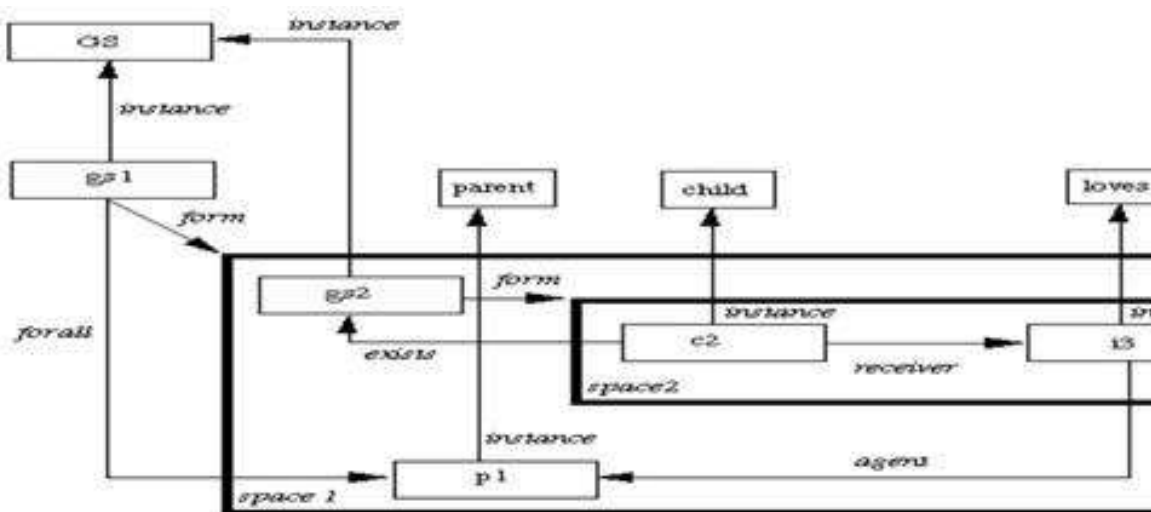 instance
GS
instance
gs1
parent
child
loves
form
gs2
form
instance
in
forall
exists
c2
i3
receiver
space2
instance
agent
p1
space 1